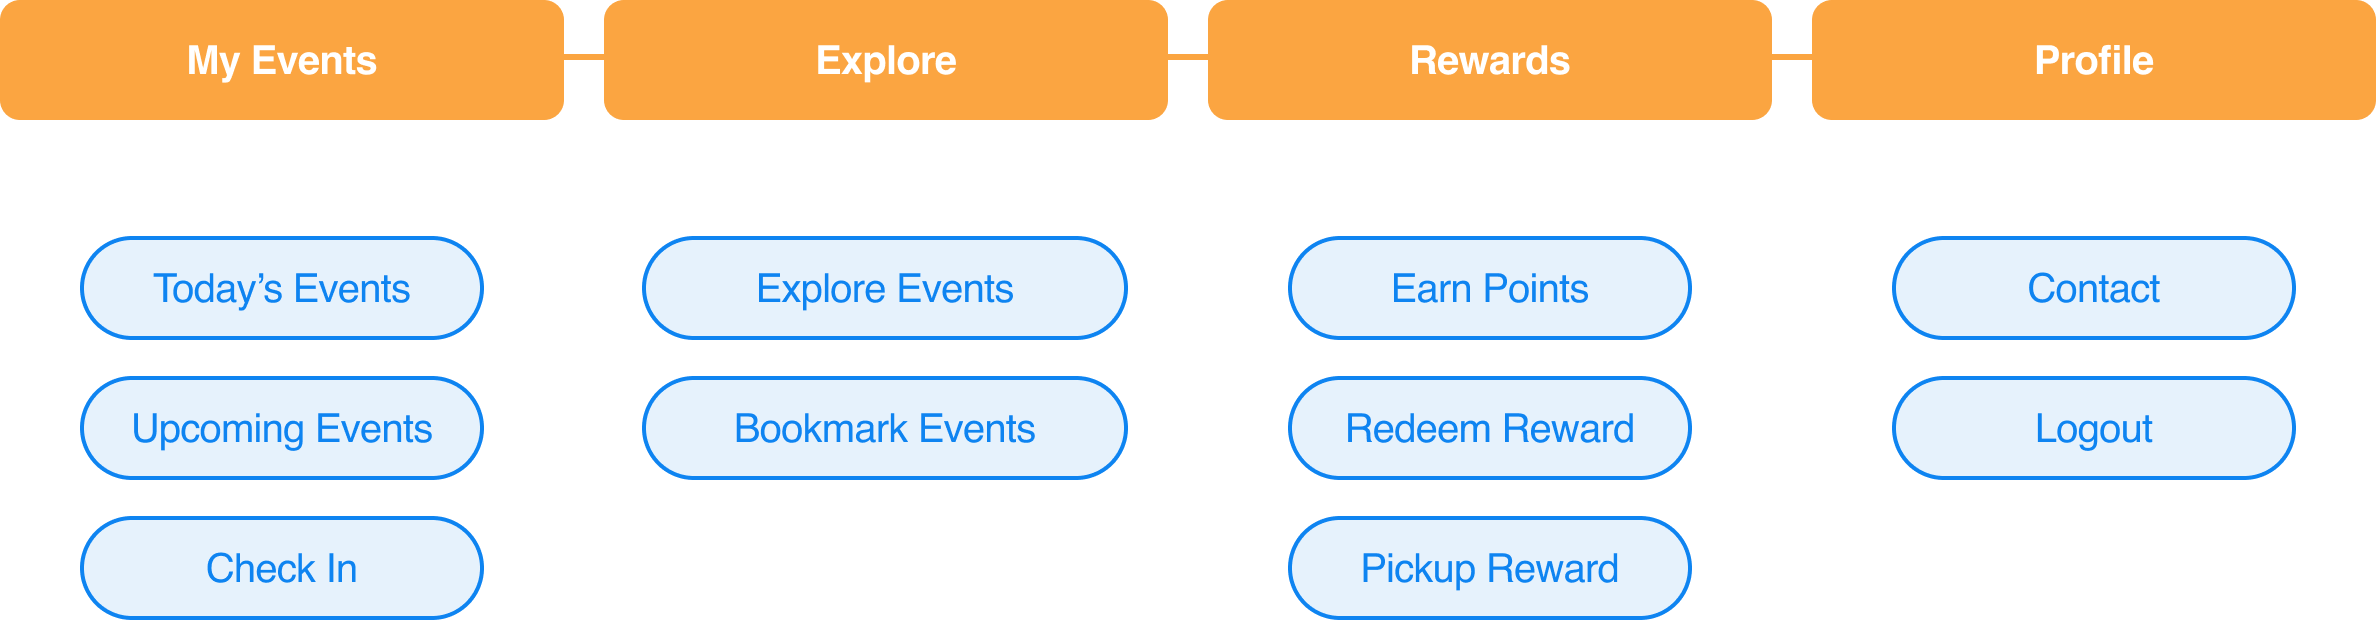 My Events
Explore
Rewards
Profile
Today’s Events
Explore Events
Earn Points
Contact
Upcoming Events
Bookmark Events
Redeem Reward
Logout
Check In
Pickup Reward